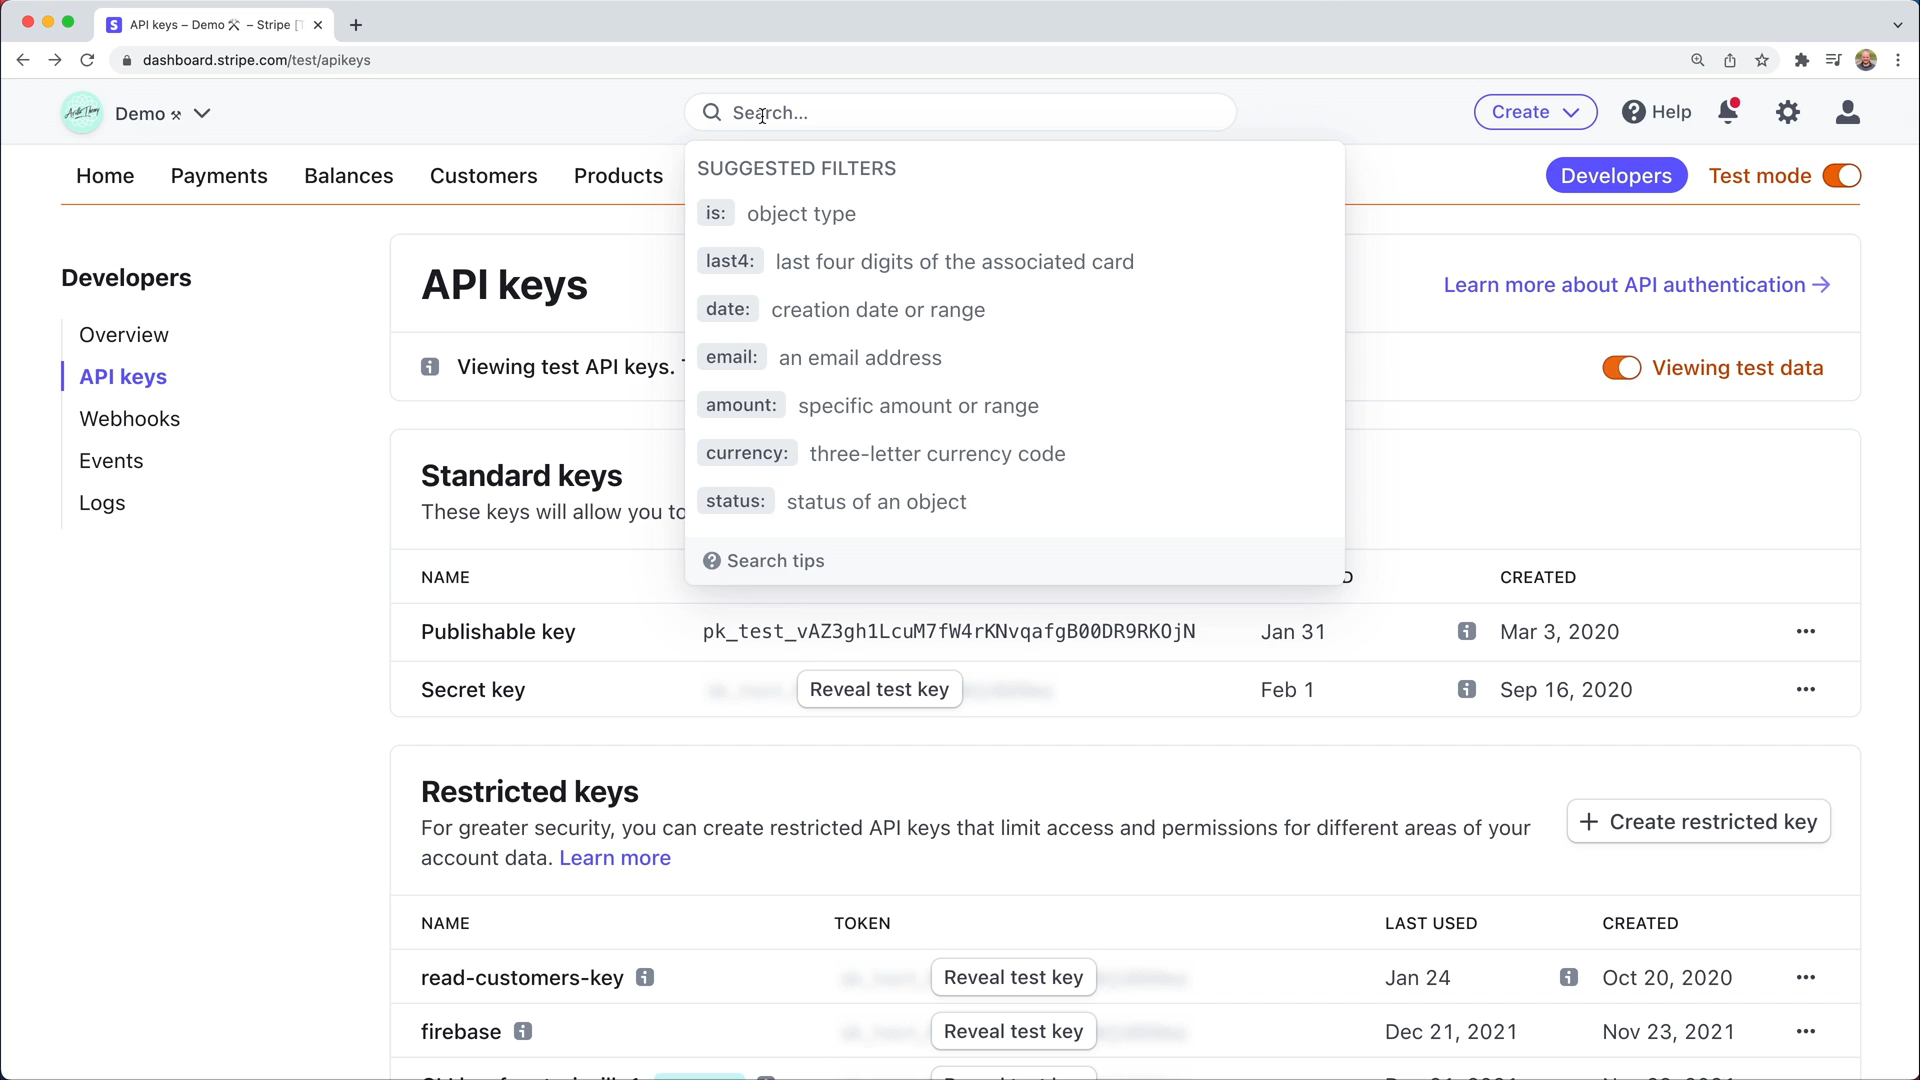 API keys – Demo – Stripe [T
dashboard.stripe.com/test/apikeys
Demo
Search...
Create
Help
Home
Payments
Balances
Customers
Products
Developers
Test mode
SUGGESTED FILTERS
is: object type
last4: last four digits of the associated card
date: creation date or range
email: an email address
amount: specific amount or range
currency: three-letter currency code
status: status of an object
Search tips
Developers
Overview
API keys
Webhooks
Events
Logs
API keys
Learn more about API authentication →
Viewing test API keys.
Viewing test data
Standard keys
These keys will allow you to
NAME
D
CREATED
Publishable key pk_test_vAZ3gh1LcuM7fW4rKNvqafgB00DR9RKOjN Jan 31 Mar 3, 2020
Secret key Reveal test key Feb 1 Sep 16, 2020
Restricted keys
For greater security, you can create restricted API keys that limit access and permissions for different areas of your
account data. Learn more
+ Create restricted key
NAME TOKEN LAST USED CREATED
read-customers-key Reveal test key Jan 24 Oct 20, 2020
firebase Reveal test key Dec 21, 2021 Nov 23, 2021